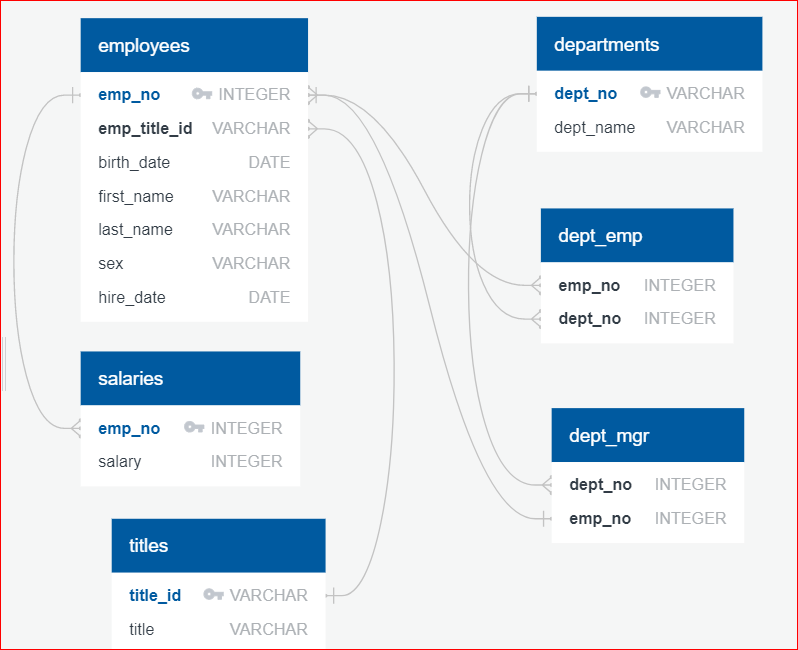 employees
emp_no INTEGER
emp_title_id VARCHAR
birth_date DATE
first_name VARCHAR
last_name VARCHAR
sex VARCHAR
hire_date DATE
salaries
emp_no INTEGER
salary INTEGER
titles
title_id VARCHAR
title VARCHAR
departments
dept_no VARCHAR
dept_name VARCHAR
dept_emp
emp_no INTEGER
dept_no INTEGER
dept_mgr
dept_no INTEGER
emp_no INTEGER